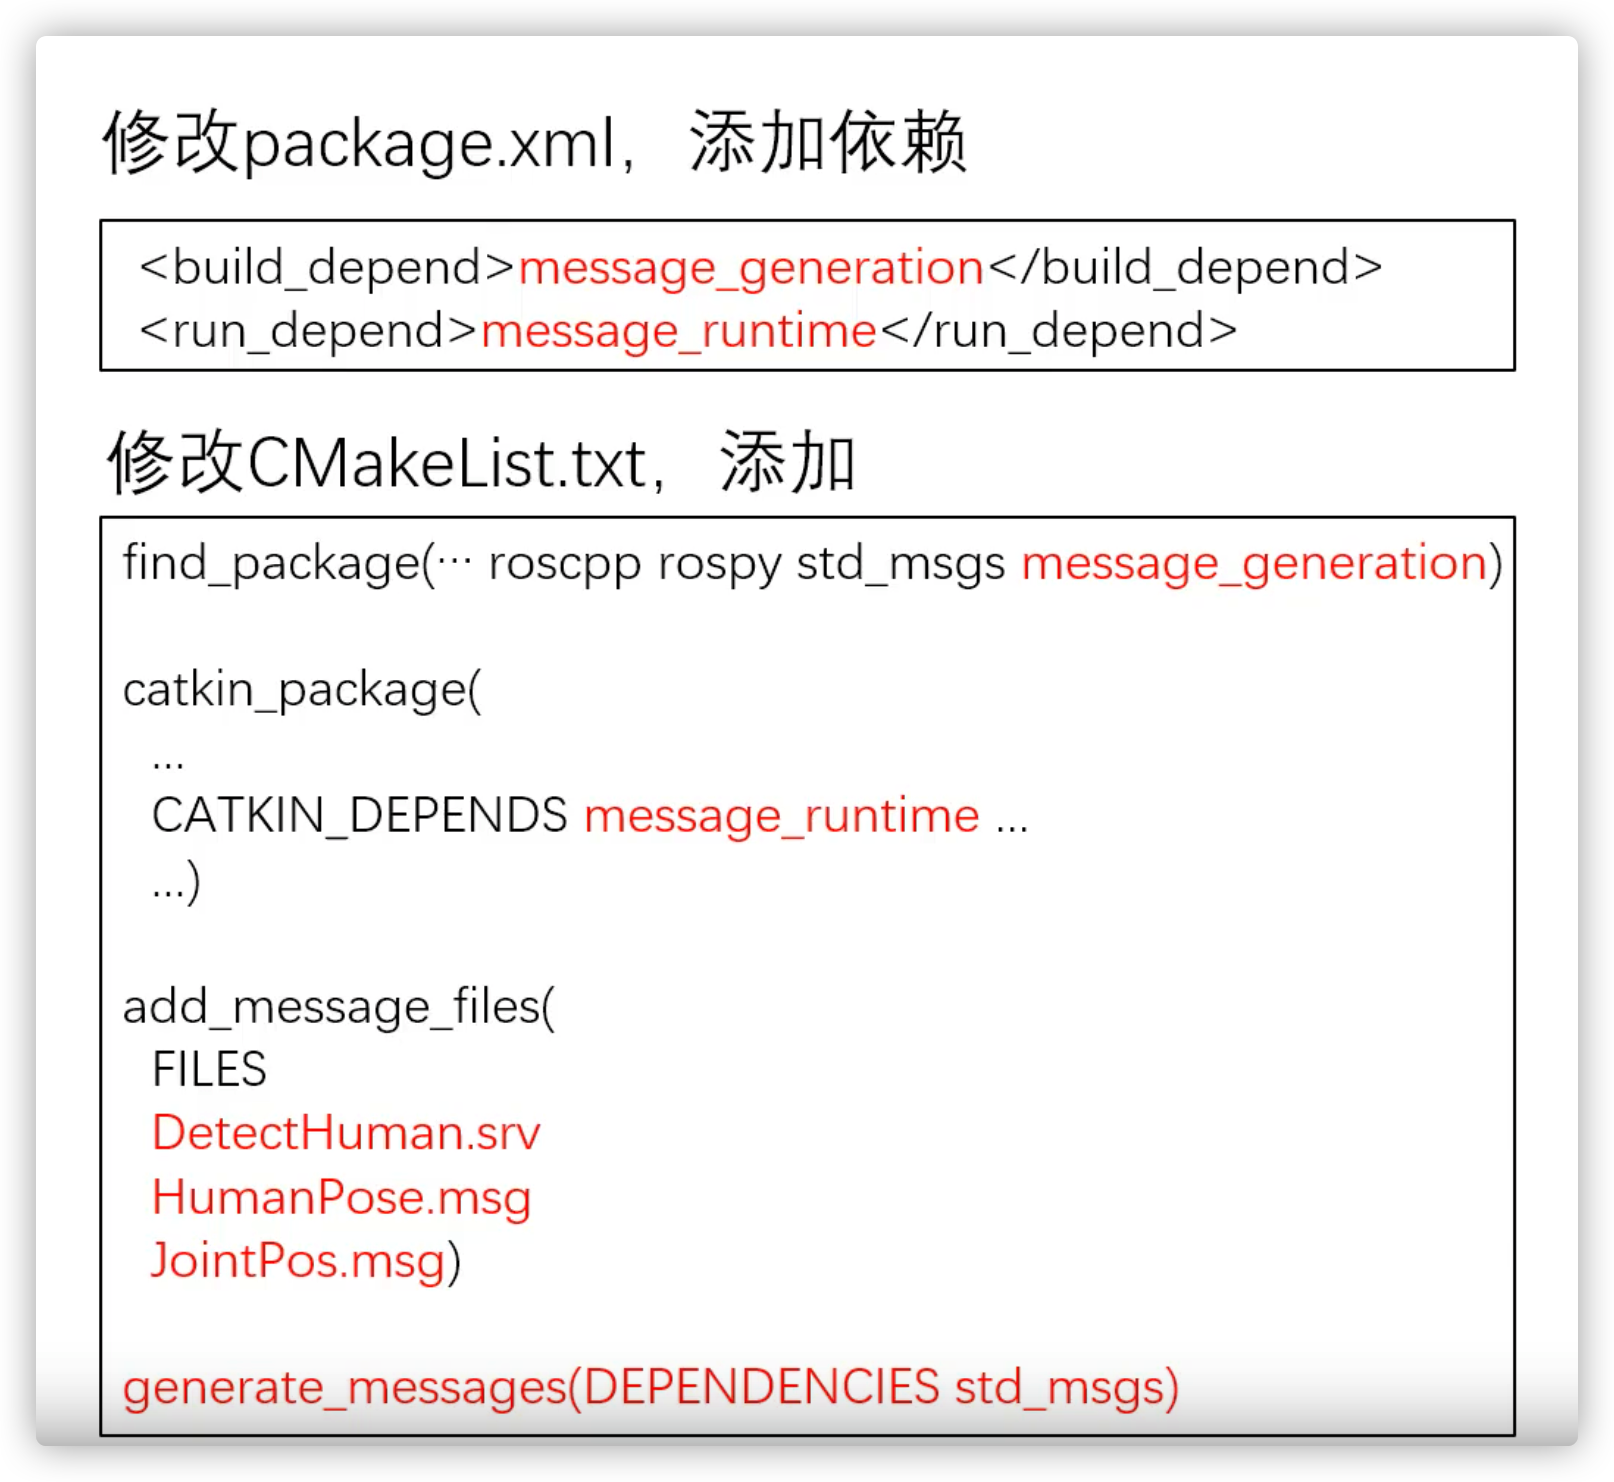 修改package.xml，添加依赖
<build_depend>message_generation</build_depend>
<run_depend>message_runtime</run_depend>
修改CMakeList.txt，添加
find_package(… roscpp rospy std_msgs message_generation)
catkin_package(
...
CATKIN_DEPENDS message_runtime ...
...)
add_message_files(
FILES
DetectHuman.srv
HumanPose.msg
JointPos.msg)
generate_messages(DEPENDENCIES std_msgs)